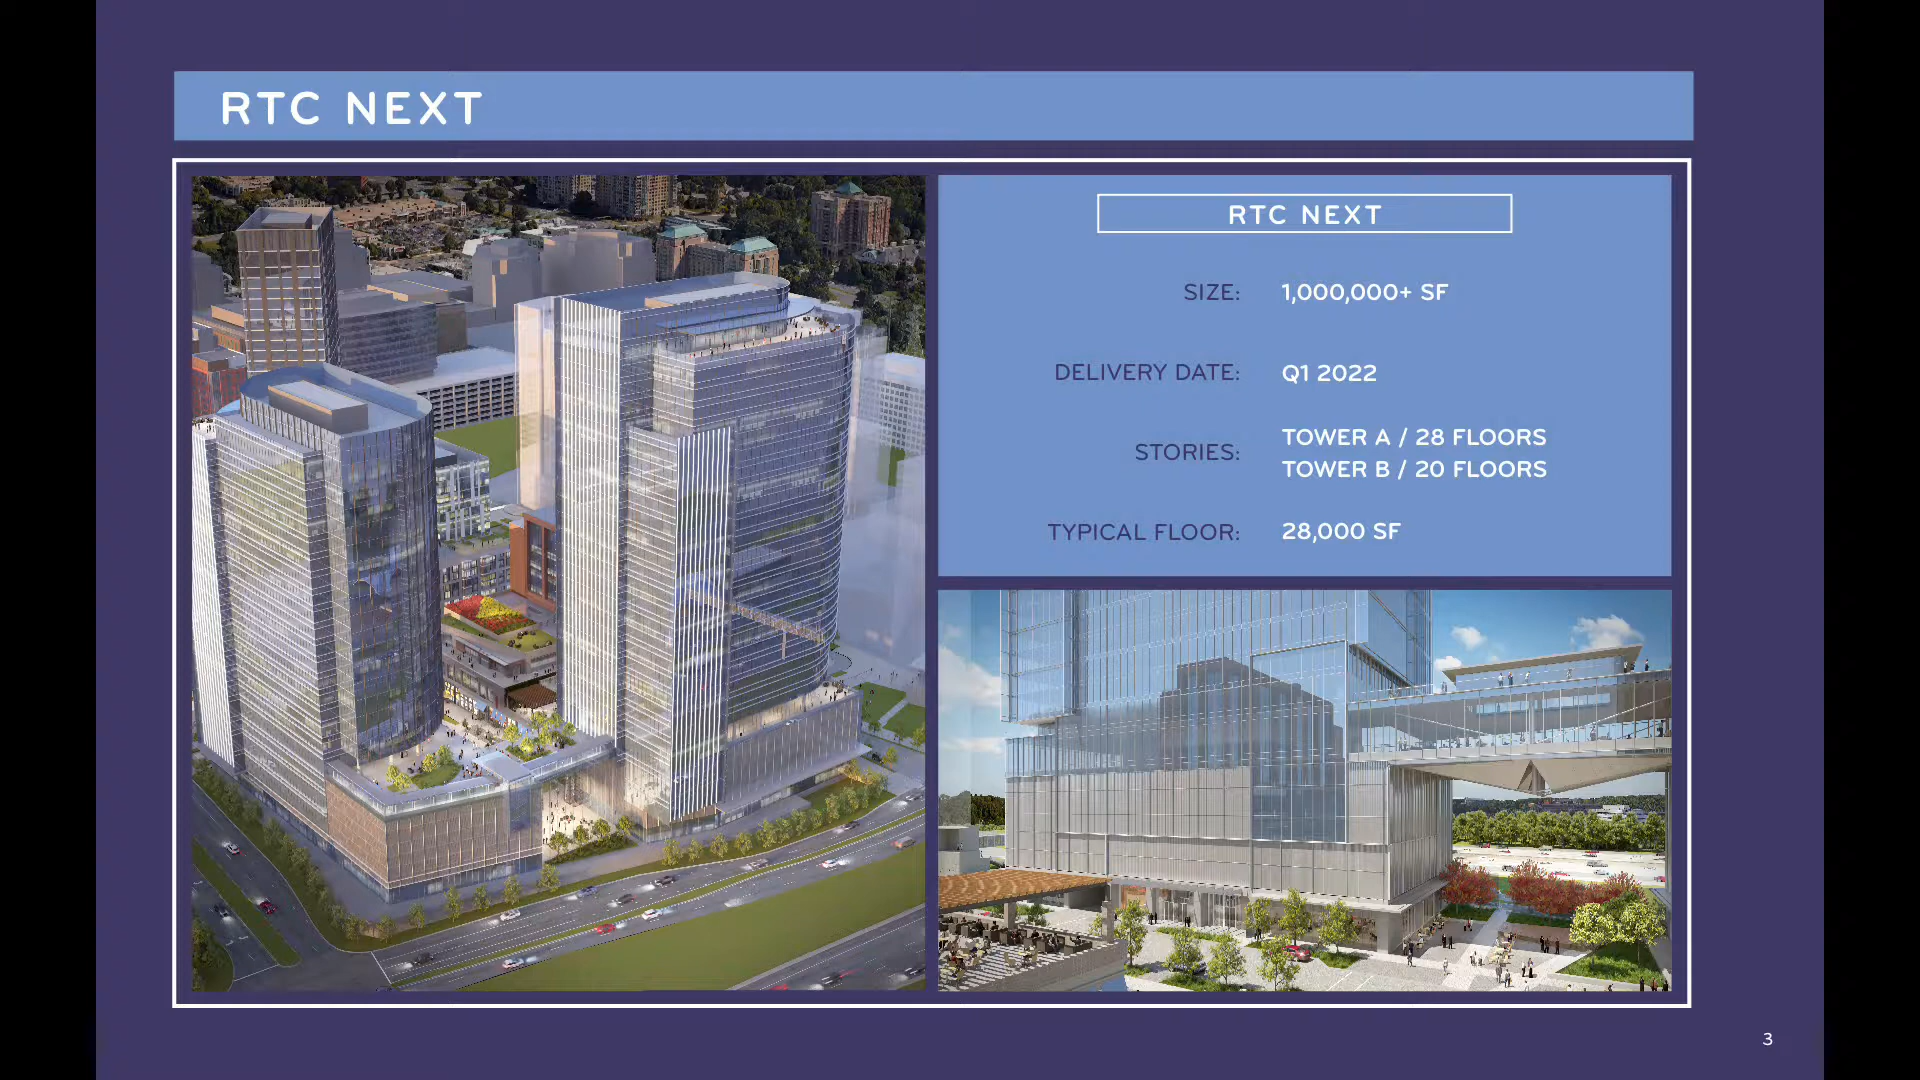 RTC NEXT
RTC NEXT
SIZE: 1,000,000+ SF
DELIVERY DATE: Q1 2022
STORIES: TOWER A / 28 FLOORS
TOWER B / 20 FLOORS
TYPICAL FLOOR: 28,000 SF
3